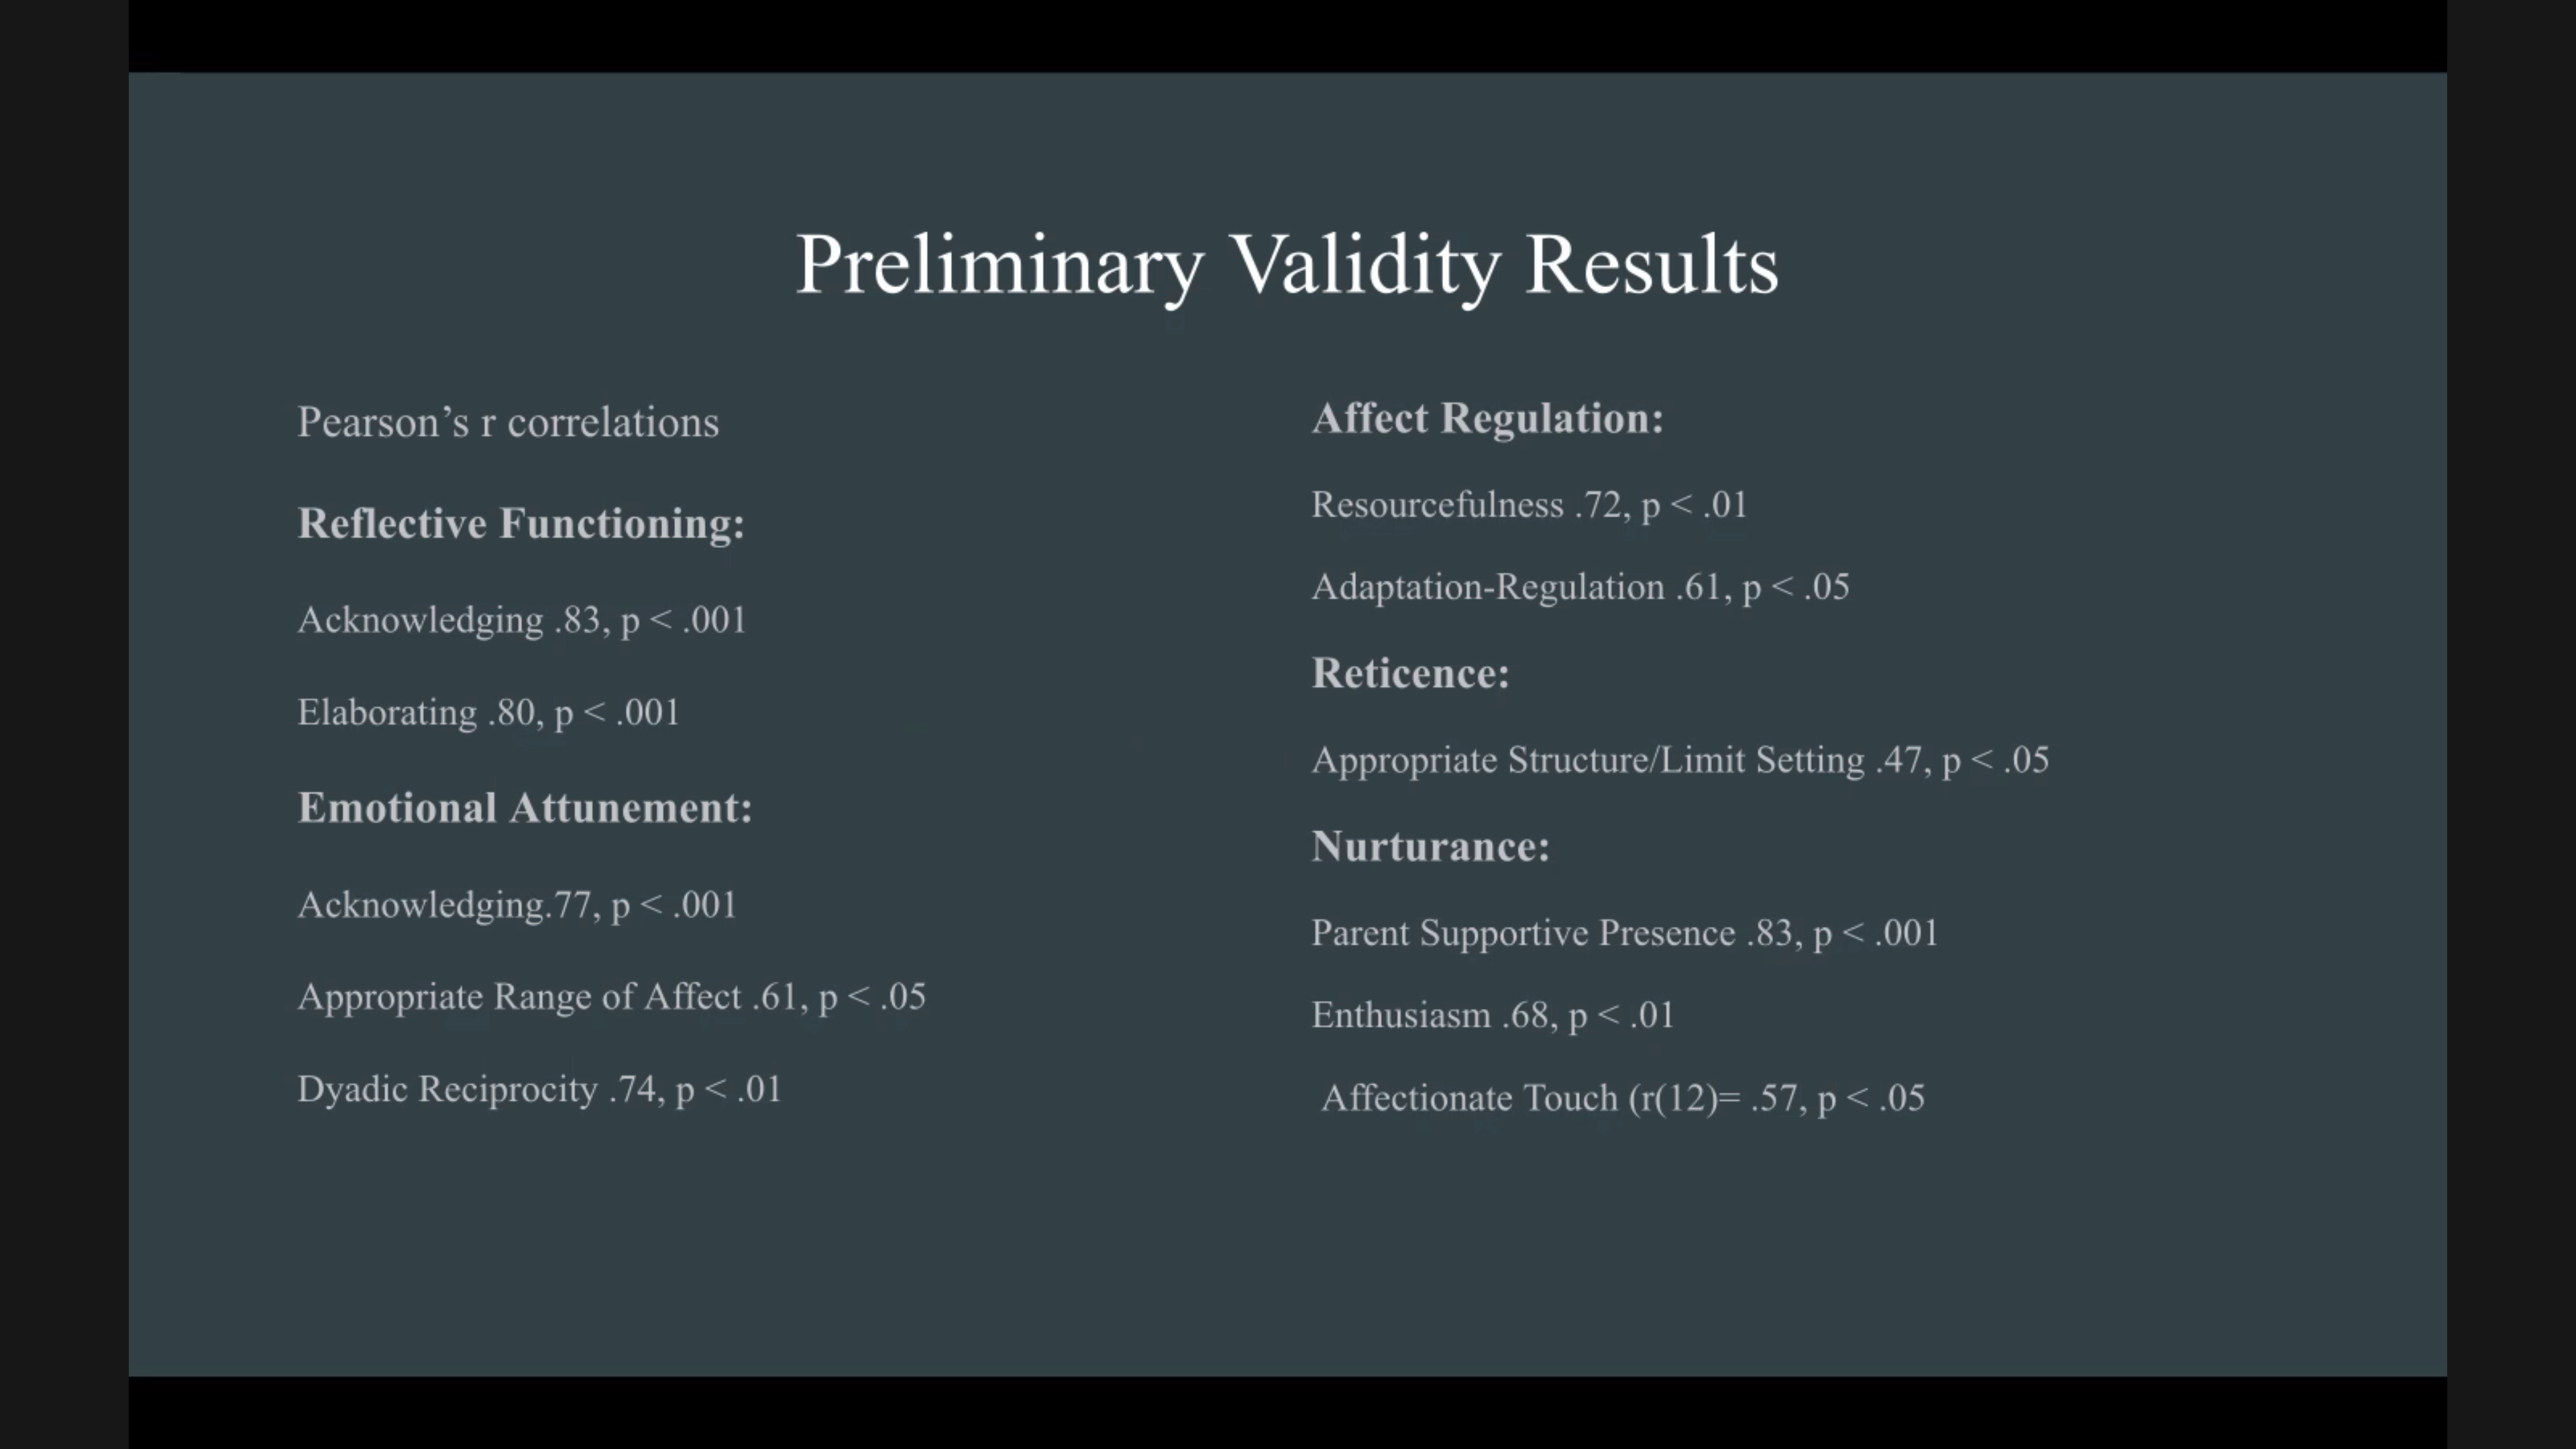 Preliminary Validity Results
Pearson’s r correlations
Reflective Functioning:
Acknowledging .83, p < .001
Elaborating .80, p < .001
Emotional Attunement:
Acknowledging.77, p < .001
Appropriate Range of Affect .61, p < .05
Dyadic Reciprocity .74, p < .01
Affect Regulation:
Resourcefulness .72, p < .01
Adaptation-Regulation .61, p < .05
Reticence:
Appropriate Structure/Limit Setting .47, p < .05
Nurturance:
Parent Supportive Presence .83, p < .001
Enthusiasm .68, p < .01
Affectionate Touch (r(12)= .57, p < .05